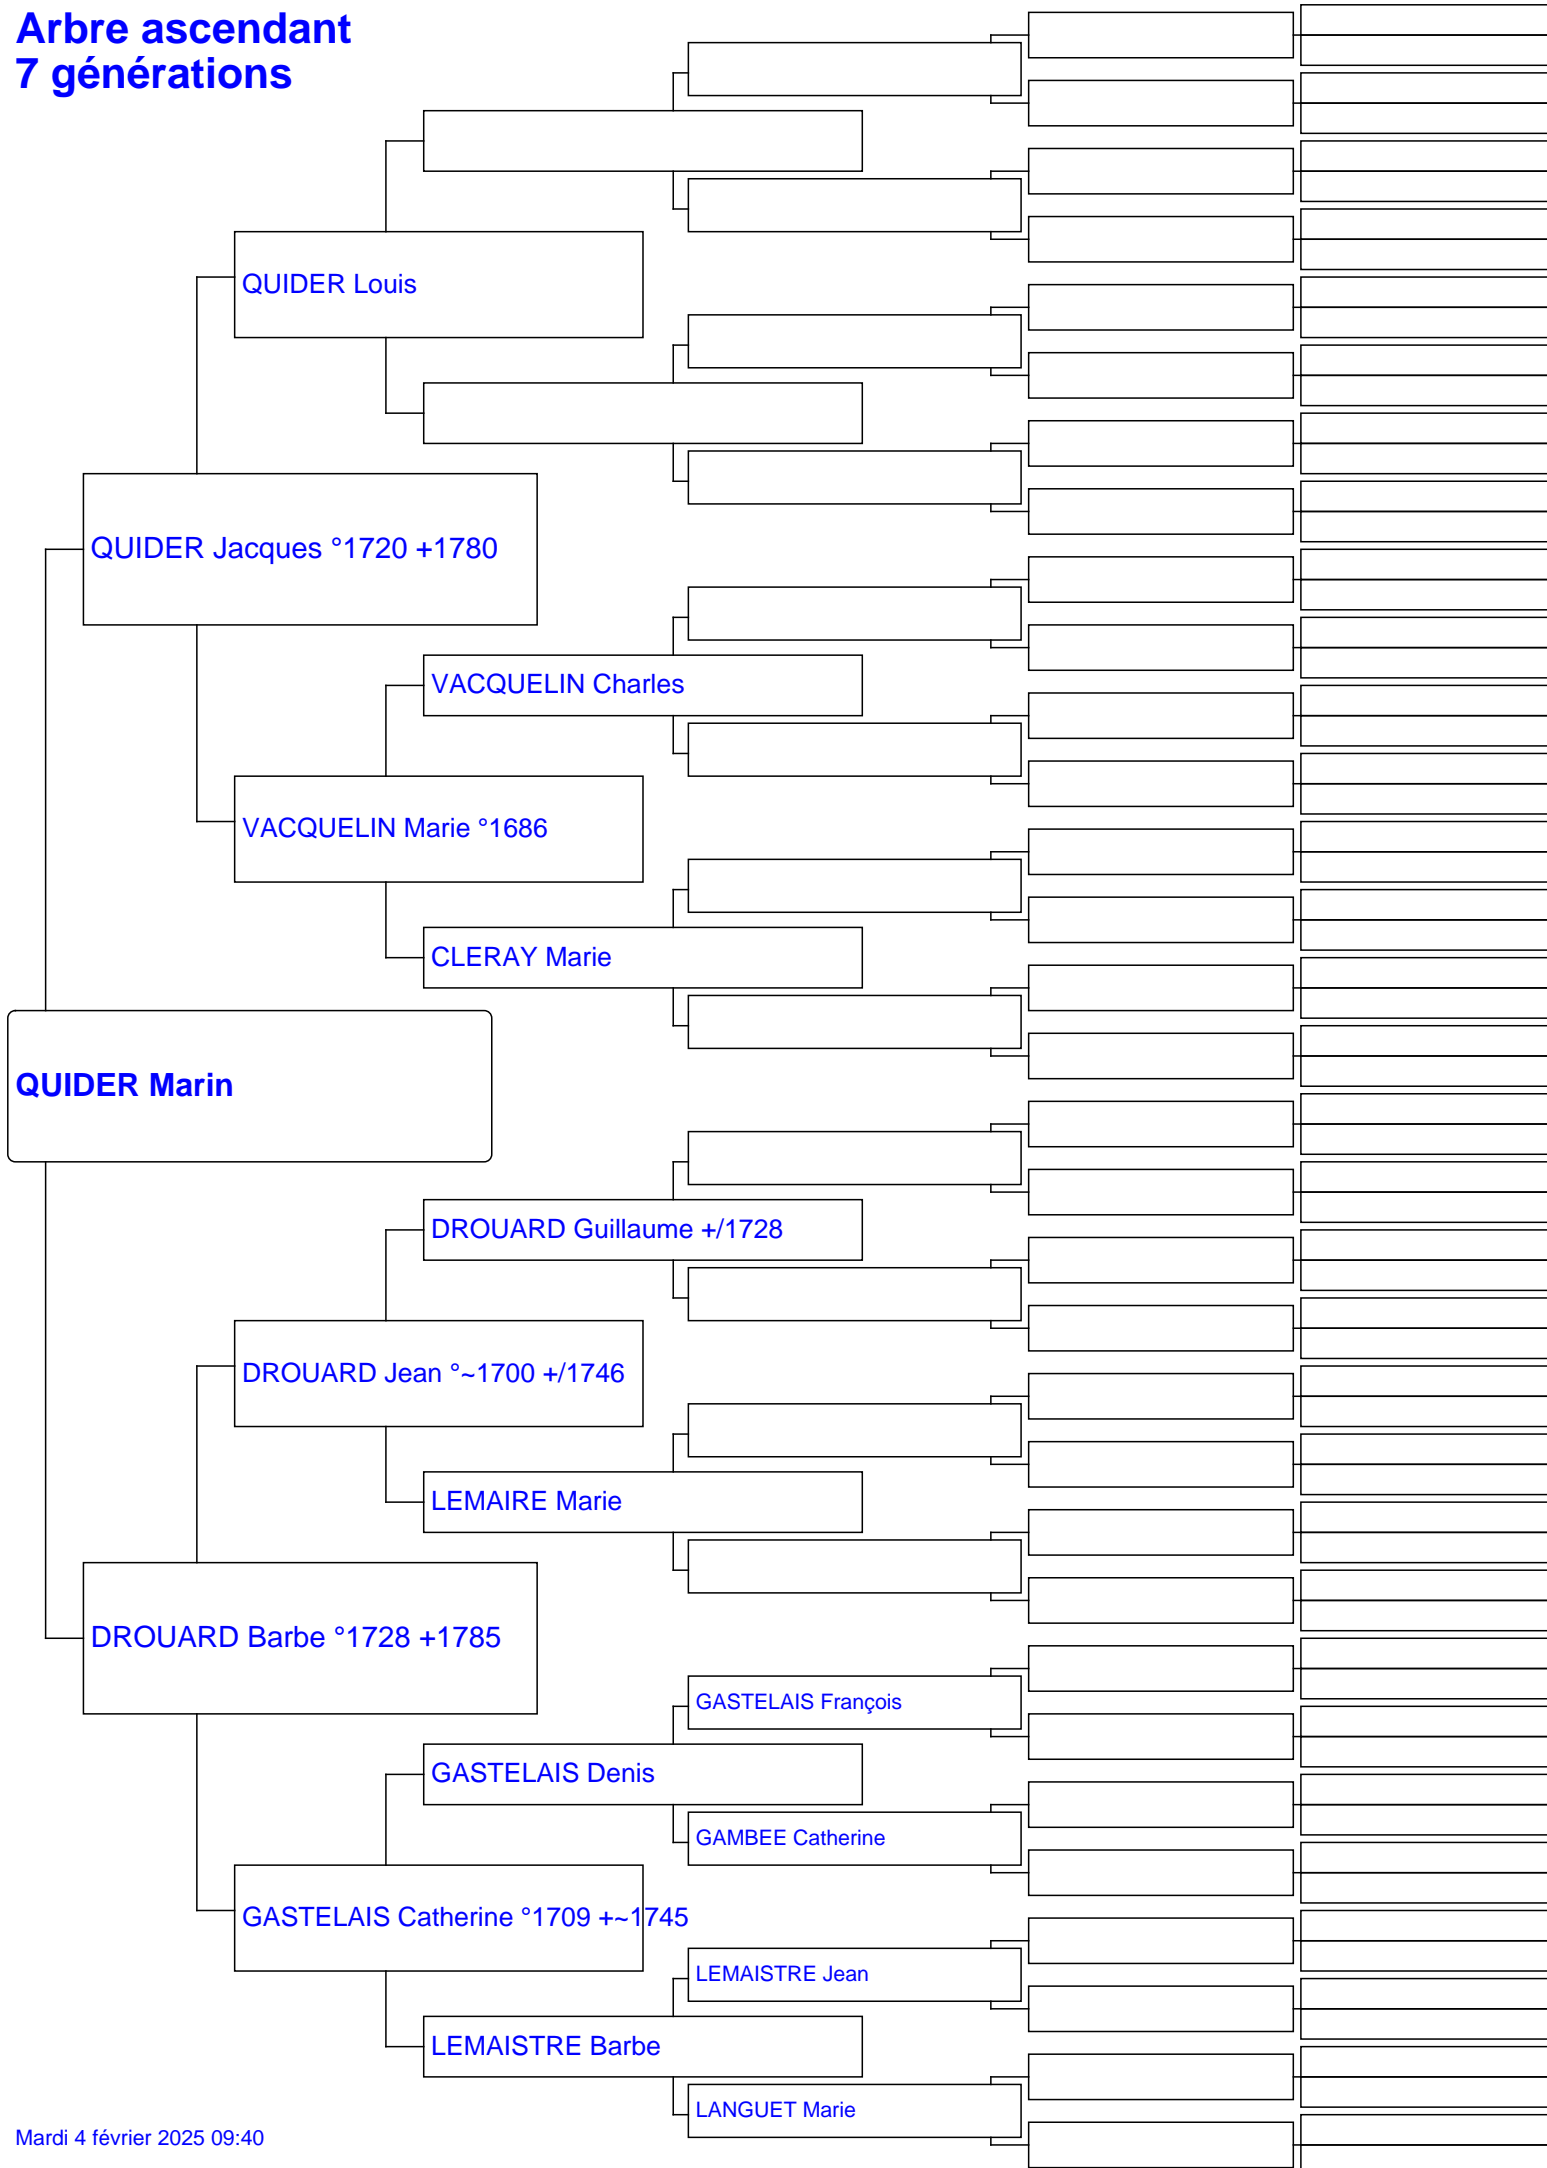 Arbre ascendant
7 générations
QUIDER Louis
QUIDER Jacques °1720 +1780
VACQUELIN Charles
VACQUELIN Marie °1686
CLERAY Marie
QUIDER Marin
DROUARD Guillaume +/1728
DROUARD Jean °~1700 +/1746
LEMAIRE Marie
DROUARD Barbe °1728 +1785
GASTELAIS François
GASTELAIS Denis
GAMBEE Catherine
GASTELAIS Catherine °1709 +~1745
LEMAISTRE Jean
LEMAISTRE Barbe
LANGUET Marie
Mardi 4 février 2025 09:40